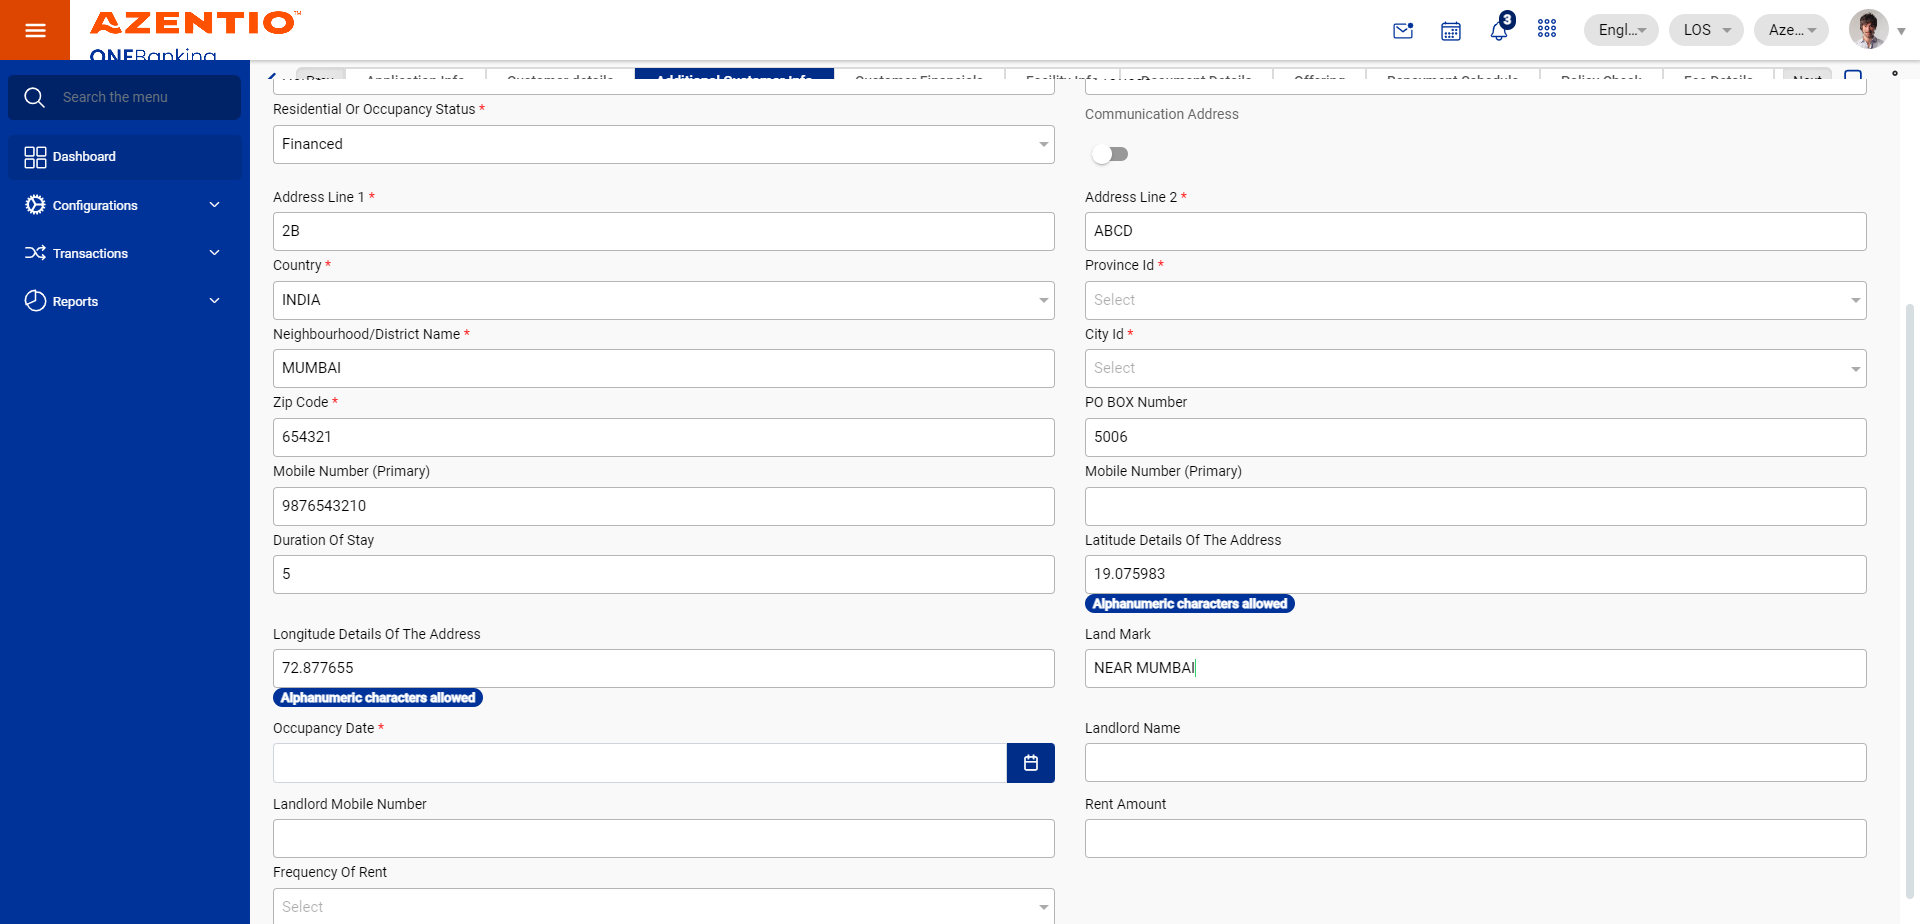 AZENTIO™
ONEBanking
3
Engl...
LOS
Aze...
Search the menu
Dashboard
Configurations
Transactions
Reports
Prev
Application Info
Customer details
Additional Customer Info
Customer Financials
Facility Info
Document Details
Offering
Repayment Schedule
Policy Check
Fee Details
Next
Residential Or Occupancy Status *
Financed
Communication Address
Address Line 1 *
2B
Address Line 2 *
ABCD
Country *
INDIA
Province Id *
Select
Neighbourhood/District Name *
MUMBAI
City Id *
Select
Zip Code *
654321
PO BOX Number
5006
Mobile Number (Primary)
9876543210
Mobile Number (Primary)
Duration Of Stay
5
Latitude Details Of The Address
19.075983
Alphanumeric characters allowed
Longitude Details Of The Address
72.877655
Alphanumeric characters allowed
Land Mark
NEAR MUMBAI
Occupancy Date *
Landlord Name
Landlord Mobile Number
Rent Amount
Frequency Of Rent
Select